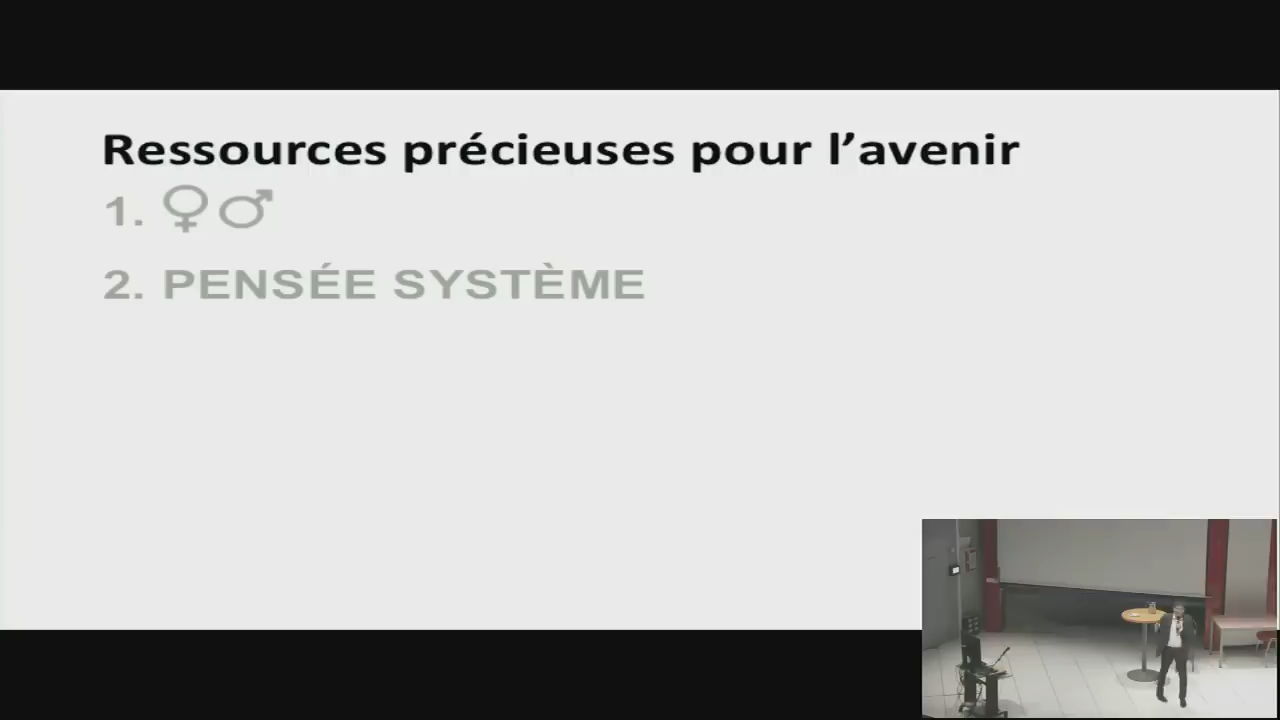 Ressources précieuses pour l’avenir
1. ♀♂
2. PENSÉE SYSTÈME